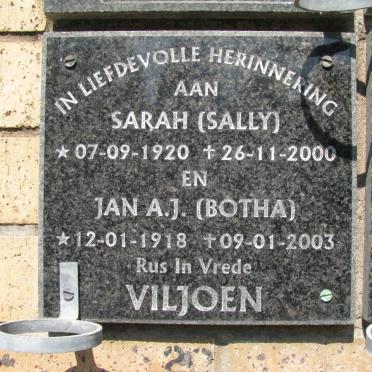 IN LIEFDEVOLLE HERINNERING
AAN
SARAH (SALLY)
★ 07-09-1920 ✝ 26-11-2000
EN
JAN A.J. (BOTHA)
★ 12-01-1918 ✝ 09-01-2003
Rus In Vrede
VILJOEN